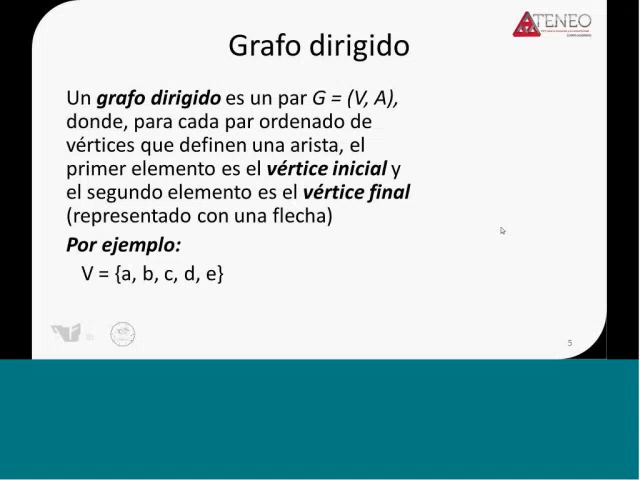 ATENEO
Grafo dirigido
Un grafo dirigido es un par G = (V, A),
donde, para cada par ordenado de
vértices que definen una arista, el
primer elemento es el vértice inicial y
el segundo elemento es el vértice final
(representado con una flecha)
Por ejemplo:
V = {a, b, c, d, e}
5